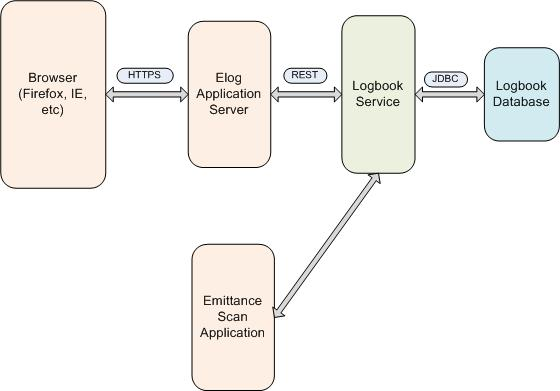 Browser
(Firefox, IE,
etc)
HTTPS
Elog
Application
Server
REST
Logbook
Service
JDBC
Logbook
Database
Emittance
Scan
Application